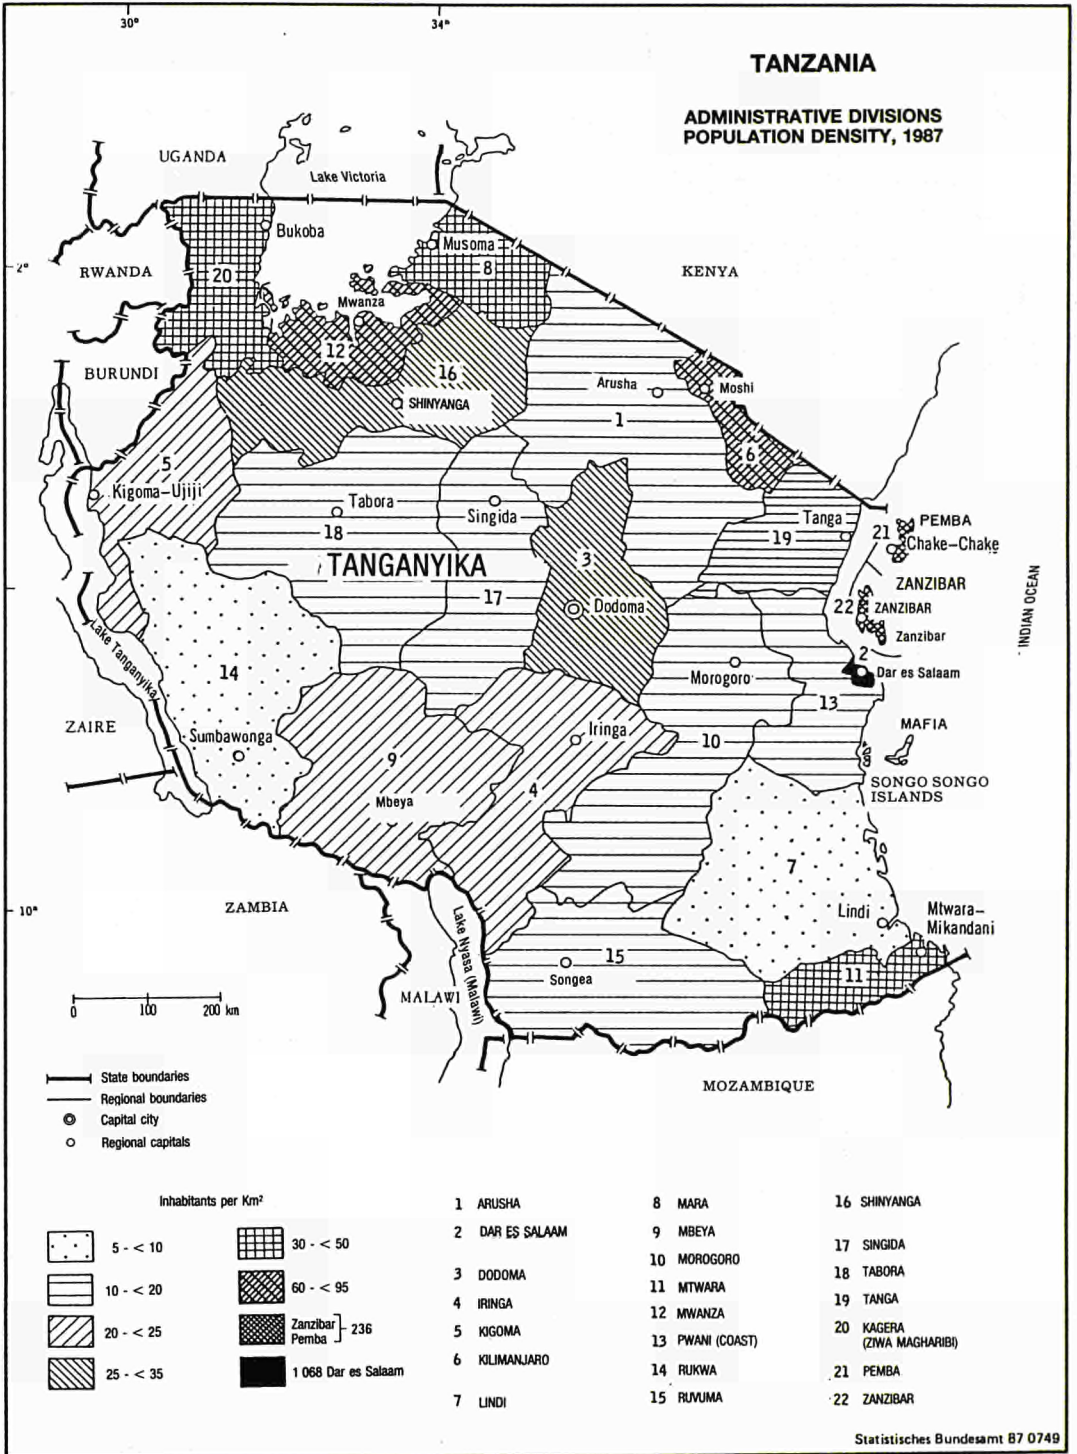 30°
34°
TANZANIA
ADMINISTRATIVE DIVISIONS
POPULATION DENSITY, 1987
UGANDA
Lake Victoria
Bukoba
Musoma
8
2°
RWANDA
20
KENYA
Mwanza
12
BURUNDI
16
Arusha
Moshi
SHINYANGA
1
6
5
Kigoma-Ujiji
Tabora
Singida
18
TANGANYIKA
Tanga
19
21
PEMBA
Chake-Chake
3
17
Dodoma
ZANZIBAR
22
ZANZIBAR
Zanzibar
INDIAN OCEAN
2
Dar es Salaam
Lake Tanganyika
14
Morogoro
13
ZAIRE
Sumbawonga
Iringa
10
MAFIA
9
4
SONGO SONGO
ISLANDS
Mbeya
7
10°
ZAMBIA
Lindi
Mtwara-
Mikandani
Lake Nyasa (Malawi)
15
Songea
11
MALAWI
0 100 200 km
MOZAMBIQUE
State boundaries
Regional boundaries
Capital city
Regional capitals
Inhabitants per Km²
5 - < 10
10 - < 20
20 - < 25
25 - < 35
30 - < 50
60 - < 95
Zanzibar
Pemba
236
1 068 Dar es Salaam
1 ARUSHA
2 DAR ES SALAAM
3 DODOMA
4 IRINGA
5 KIGOMA
6 KILIMANJARO
7 LINDI
8 MARA
9 MBEYA
10 MOROGORO
11 MTWARA
12 MWANZA
13 PWANI (COAST)
14 RUKWA
15 RUVUMA
16 SHINYANGA
17 SINGIDA
18 TABORA
19 TANGA
20 KAGERA
(ZIWA MAGHARIBI)
21 PEMBA
22 ZANZIBAR
Statistisches Bundesamt 87 0749